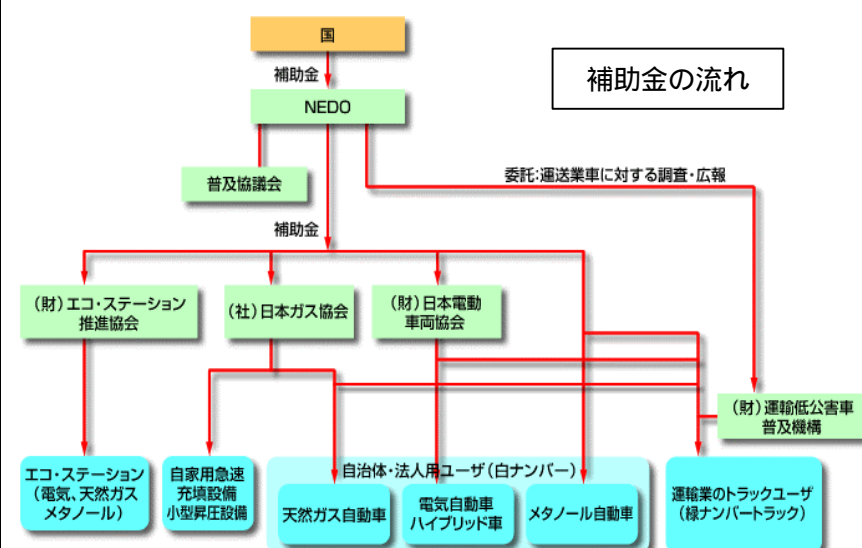 国
補助金の流れ
補助金
NEDO
普及協議会
委託:運送業車に対する調査・広報
補助金
(財)エコ・ステーション
推進協会
(社)日本ガス協会
(財)日本電動
車両協会
(財)運輸低公害車
普及機構
エコ・ステーション
(電気、天然ガス
メタノール)
自家用急速
充填設備
小型昇圧設備
自治体・法人用ユーザ(白ナンバー)
天然ガス自動車
電気自動車
ハイブリッド車
メタノール自動車
運輸業のトラックユーザ
(緑ナンバートラック)